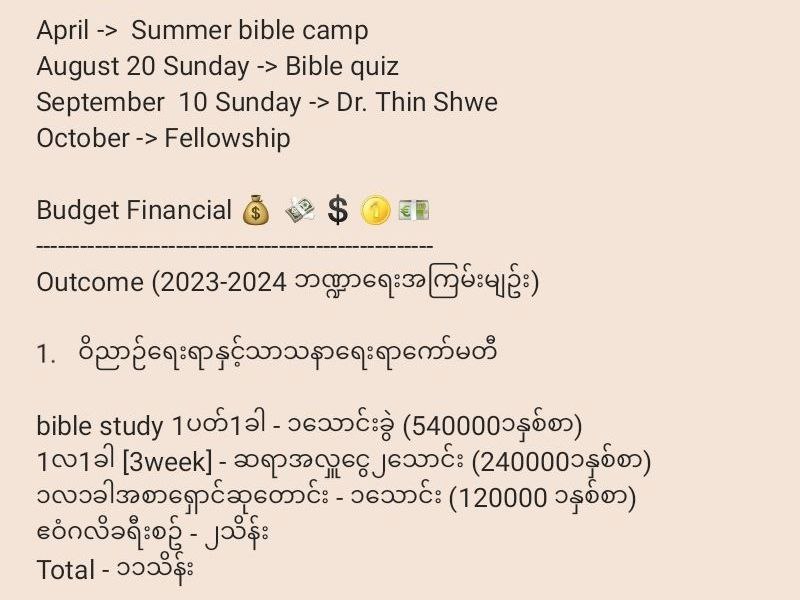 April -> Summer bible camp
August 20 Sunday -> Bible quiz
September 10 Sunday -> Dr. Thin Shwe
October -> Fellowship
Budget Financial 💰 💸 💲 🪙 💶
-------------------------------------------------------
Outcome (2023-2024 ဘဏ္ဍာရေးအကြမ်းမျဉ်း)
1. ဝိညာဉ်ရေးရာနှင့်သာသနာရေးရာကော်မတီ
bible study 1ပတ်1ခါ - ၁သောင်းခွဲ (540000၁နှစ်စာ)
1လ1ခါ [3week] - ဆရာအလှူငွေ၂သောင်း (240000၁နှစ်စာ)
၁လ၁ခါအစာရှောင်ဆုတောင်း - ၁သောင်း (120000 ၁နှစ်စာ)
ဧဝံဂလိခရီးစဥ် - ၂သိန်း
Total - ၁၁သိန်း